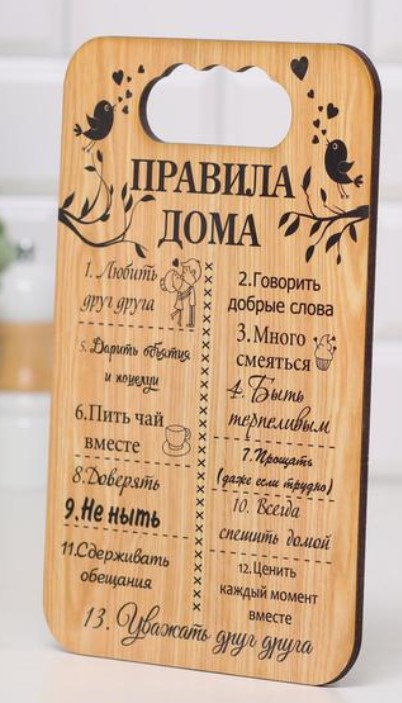 ПРАВИЛА
ДОМА
1. Любить
друг друга
2.Говорить
добрые слова
3.Много
смеяться
4. Быть
терпеливым
5. Дарить объятия
и поцелуи
6.Пить чай
вместе
7.Прощать
(даже если трудно)
8.Доверять
9.Не ныть
10. Всегда
спешить домой
11.Сдерживать
обещания
12.Ценить
каждый момент
вместе
13. Уважать друг друга